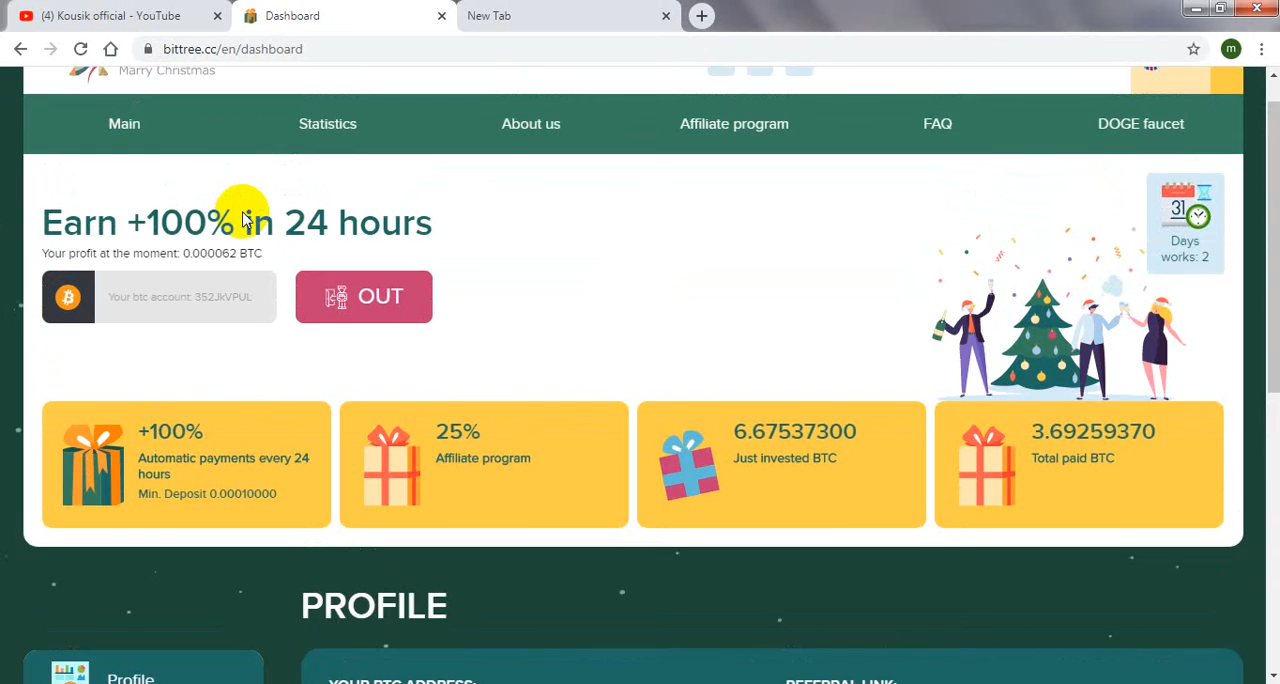 (4) Kousik official - YouTube
Dashboard
New Tab
bittree.cc/en/dashboard
m
Marry Christmas
Main
Statistics
About us
Affiliate program
FAQ
DOGE faucet
Earn +100% in 24 hours
Your profit at the moment: 0.000062 BTC
Your btc account: 352JkVPUL
OUT
31
Days
works: 2
+100%
Automatic payments every 24
hours
Min. Deposit 0.00010000
25%
Affiliate program
6.67537300
Just invested BTC
3.69259370
Total paid BTC
PROFILE
Profile
YOUR BTC ADDRESS:
REFERRAL LINK: